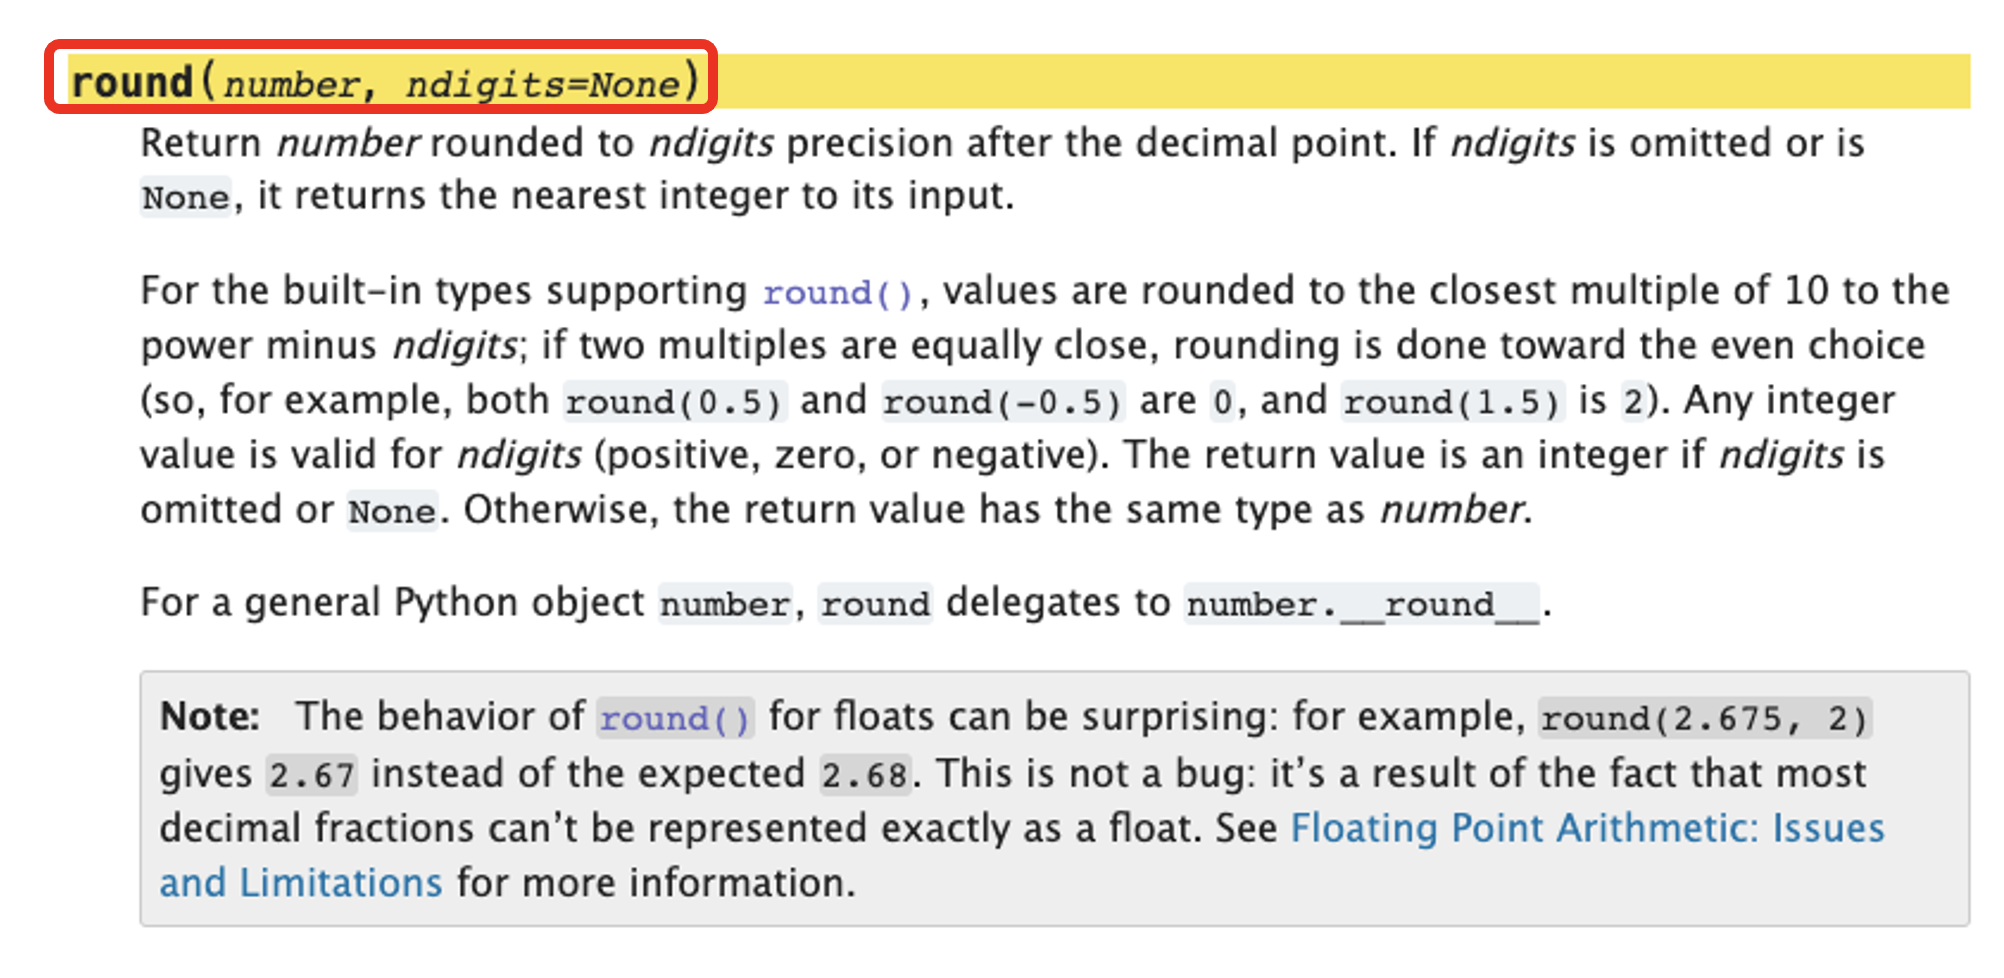 round(number, ndigits=None)
Return number rounded to ndigits precision after the decimal point. If ndigits is omitted or is
None, it returns the nearest integer to its input.
For the built-in types supporting round(), values are rounded to the closest multiple of 10 to the
power minus ndigits; if two multiples are equally close, rounding is done toward the even choice
(so, for example, both round(0.5) and round(-0.5) are 0, and round(1.5) is 2). Any integer
value is valid for ndigits (positive, zero, or negative). The return value is an integer if ndigits is
omitted or None. Otherwise, the return value has the same type as number.
For a general Python object number, round delegates to number.__round__.
Note: The behavior of round() for floats can be surprising: for example, round(2.675, 2)
gives 2.67 instead of the expected 2.68. This is not a bug: it’s a result of the fact that most
decimal fractions can’t be represented exactly as a float. See Floating Point Arithmetic: Issues
and Limitations for more information.